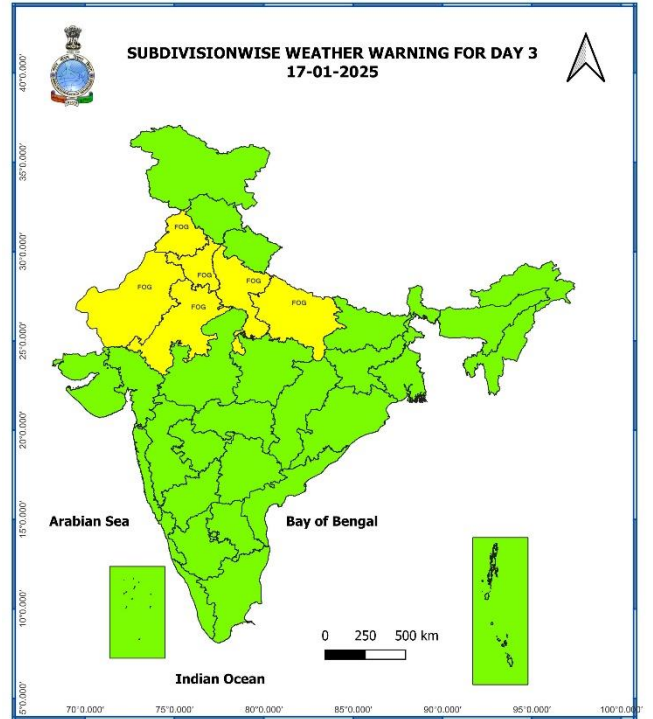 SUBDIVISIONWISE WEATHER WARNING FOR DAY 3
17-01-2025
40°0.000'
35°0.000'
30°0.000'
25°0.000'
20°0.000'
15°0.000'
10°0.000'
5°0.000'
FOG
FOG
FOG
FOG
FOG
FOG
Arabian Sea
Bay of Bengal
0 250 500 km
Indian Ocean
70°0.000' 75°0.000' 80°0.000' 85°0.000' 90°0.000' 95°0.000' 100°0.000'